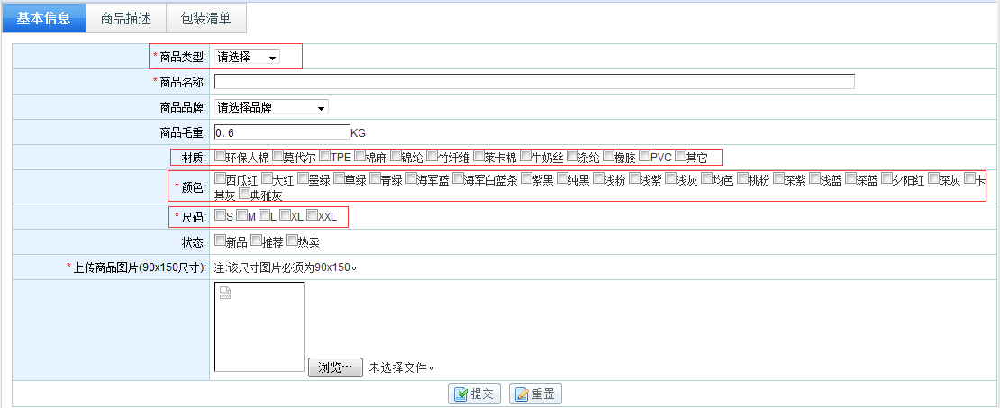 基本信息 商品描述 包装清单
* 商品类型: 请选择
* 商品名称:
商品品牌: 请选择品牌
商品毛重: 0.6 KG
材质: 环保人棉 莫代尔 TPE 棉麻 锦纶 竹纤维 莱卡棉 牛奶丝 涤纶 橡胶 PVC 其它
* 颜色: 西瓜红 大红 墨绿 草绿 青绿 海军蓝 海军白蓝条 紫黑 纯黑 浅粉 浅紫 浅灰 均色 桃粉 深紫 浅蓝 深蓝 夕阳红 深灰 卡
其灰 典雅灰
* 尺码: S M L XL XXL
状态: 新品 推荐 热卖
* 上传商品图片(90x150尺寸): 注:该尺寸图片必须为90x150。
浏览… 未选择文件。
提交 重置